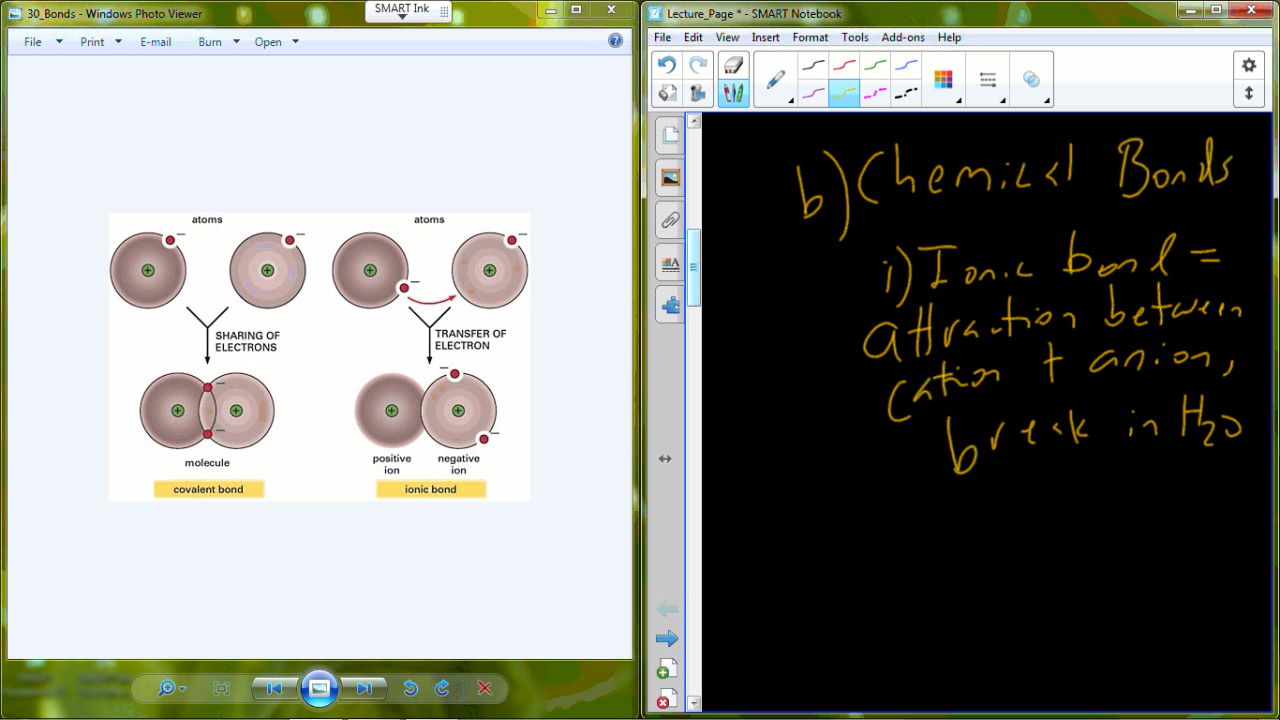 30_Bonds - Windows Photo Viewer
File Print E-mail Burn Open
SMART Ink
atoms atoms
SHARING OF
ELECTRONS
TRANSFER OF
ELECTRON
molecule
positive
ion
negative
ion
covalent bond
ionic bond
Lecture_Page * - SMART Notebook
File Edit View Insert Format Tools Add-ons Help
b) Chemical Bonds
i) Ionic bond =
attraction between
cation + anion,
break in H2O